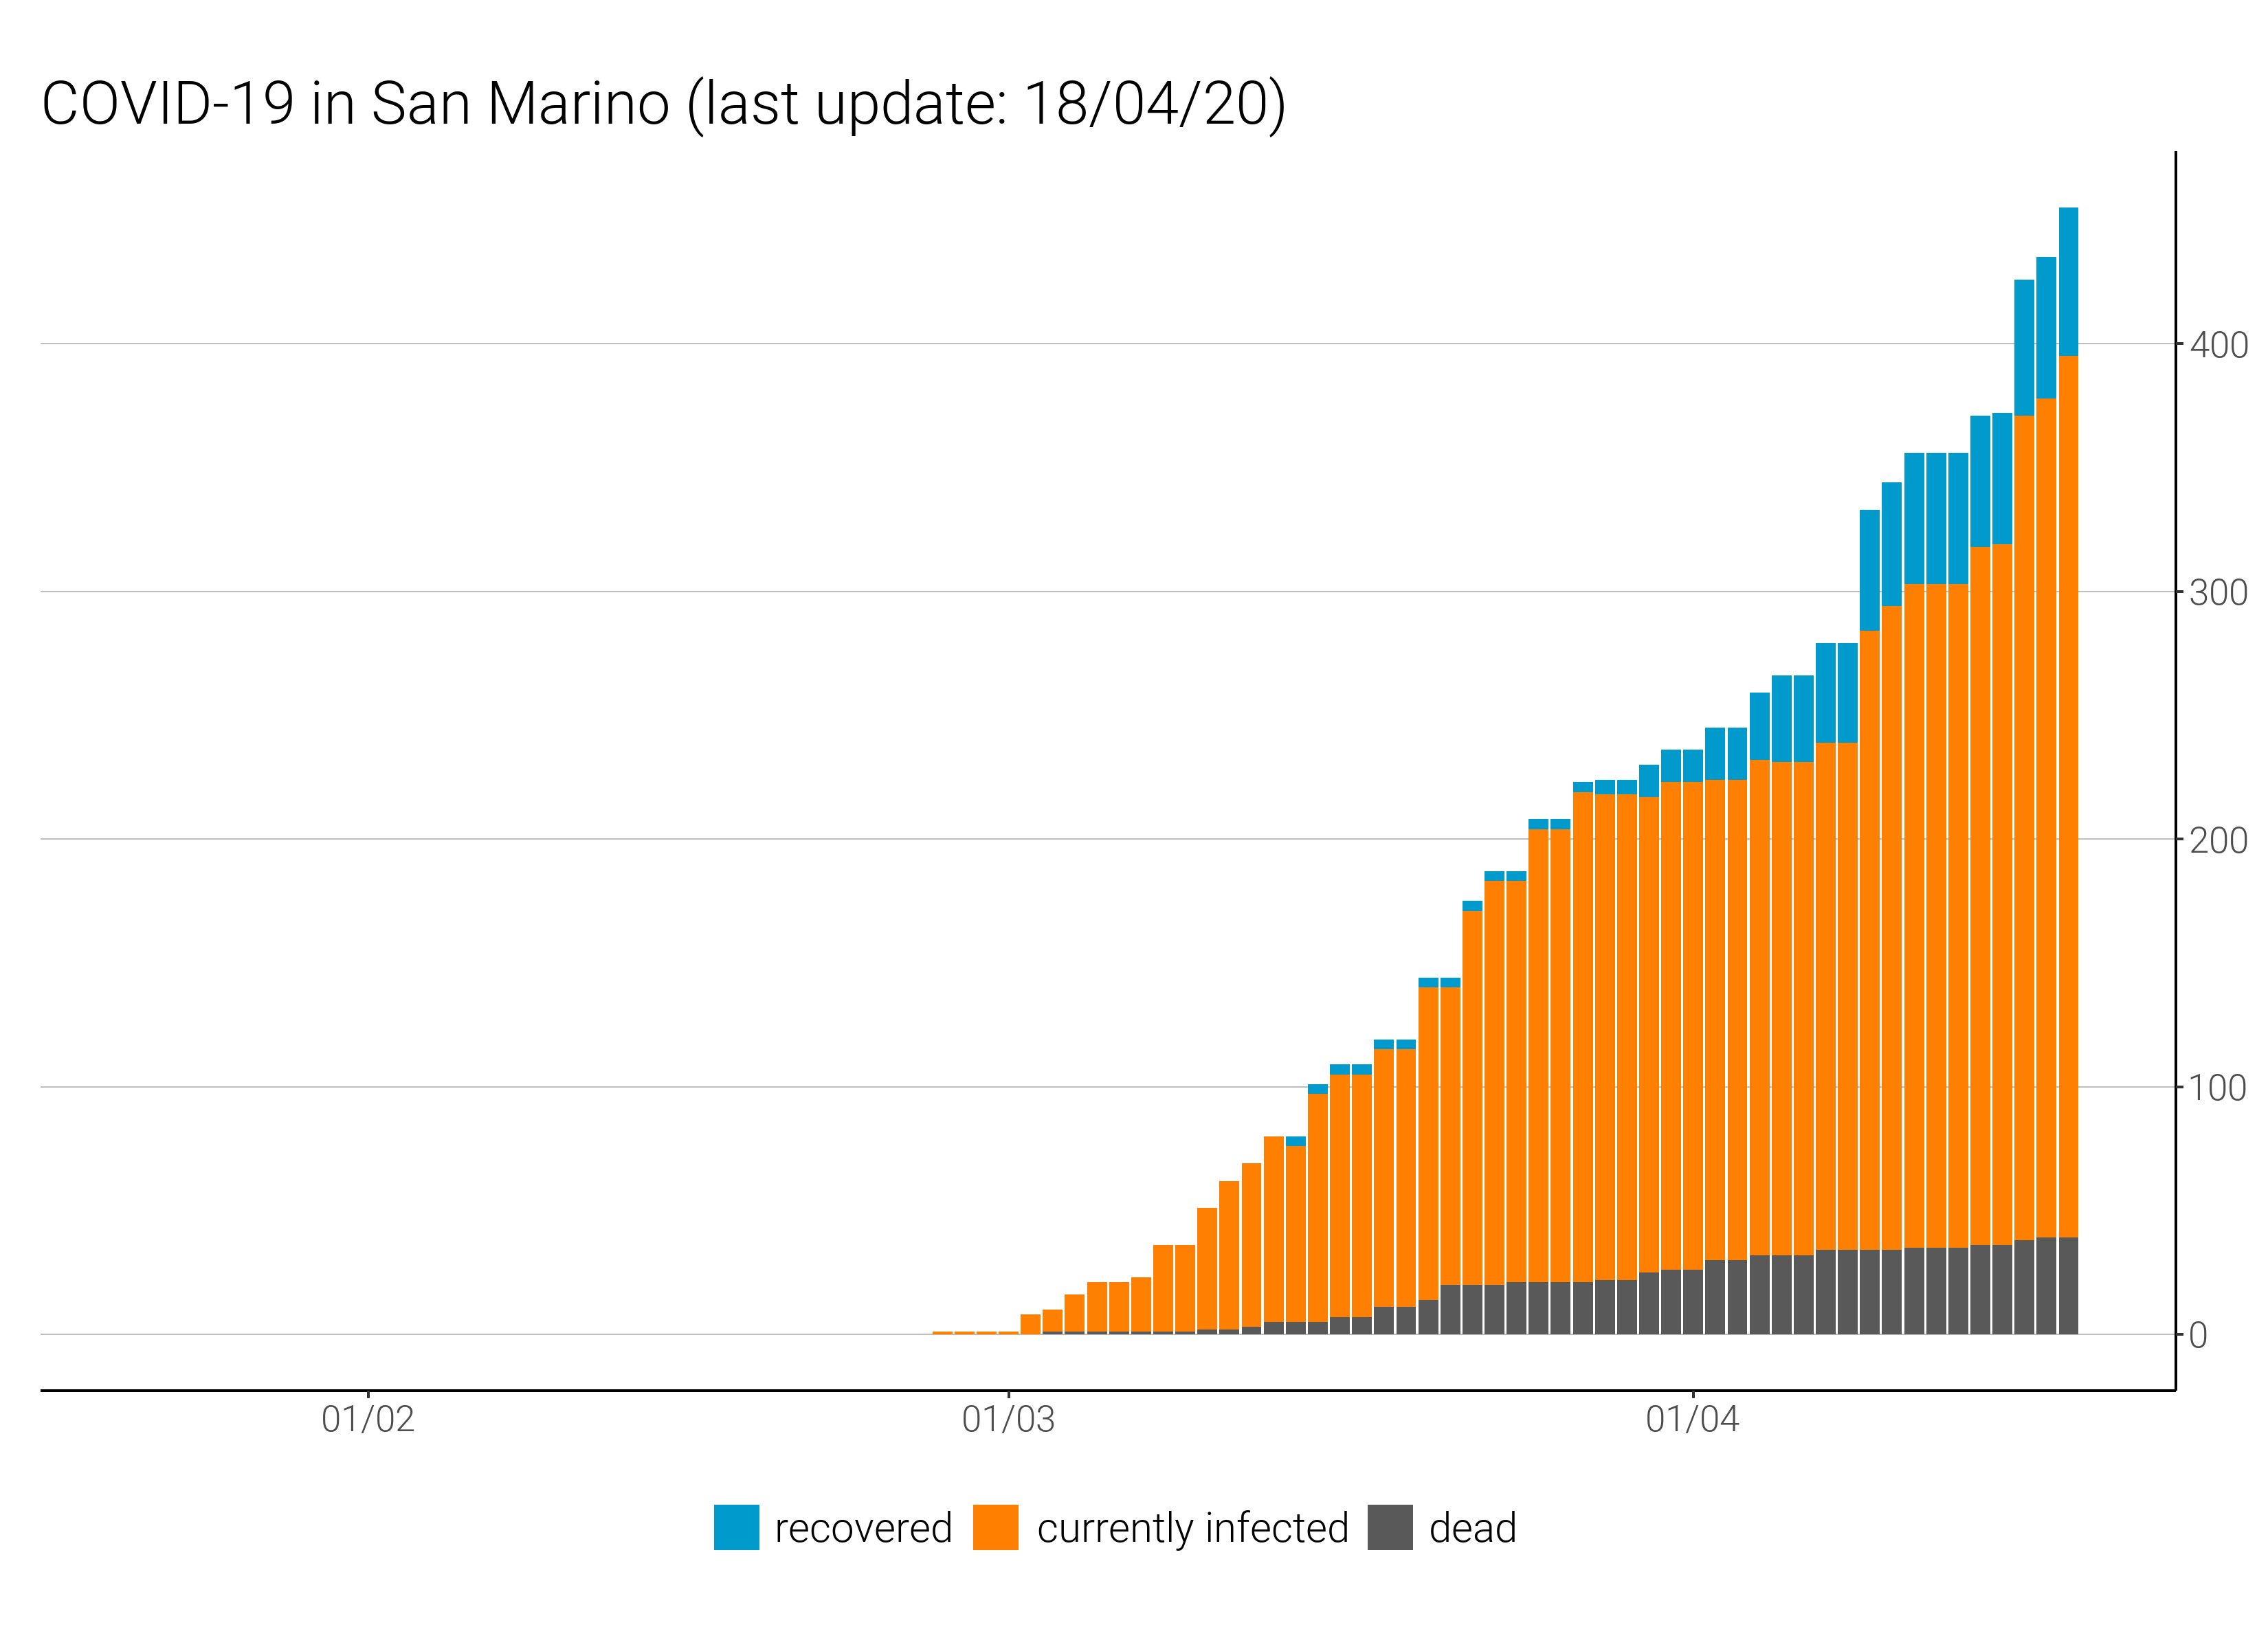 COVID-19 in San Marino (last update: 18/04/20)
400
300
200
100
0
01/02 01/03 01/04
recovered currently infected dead